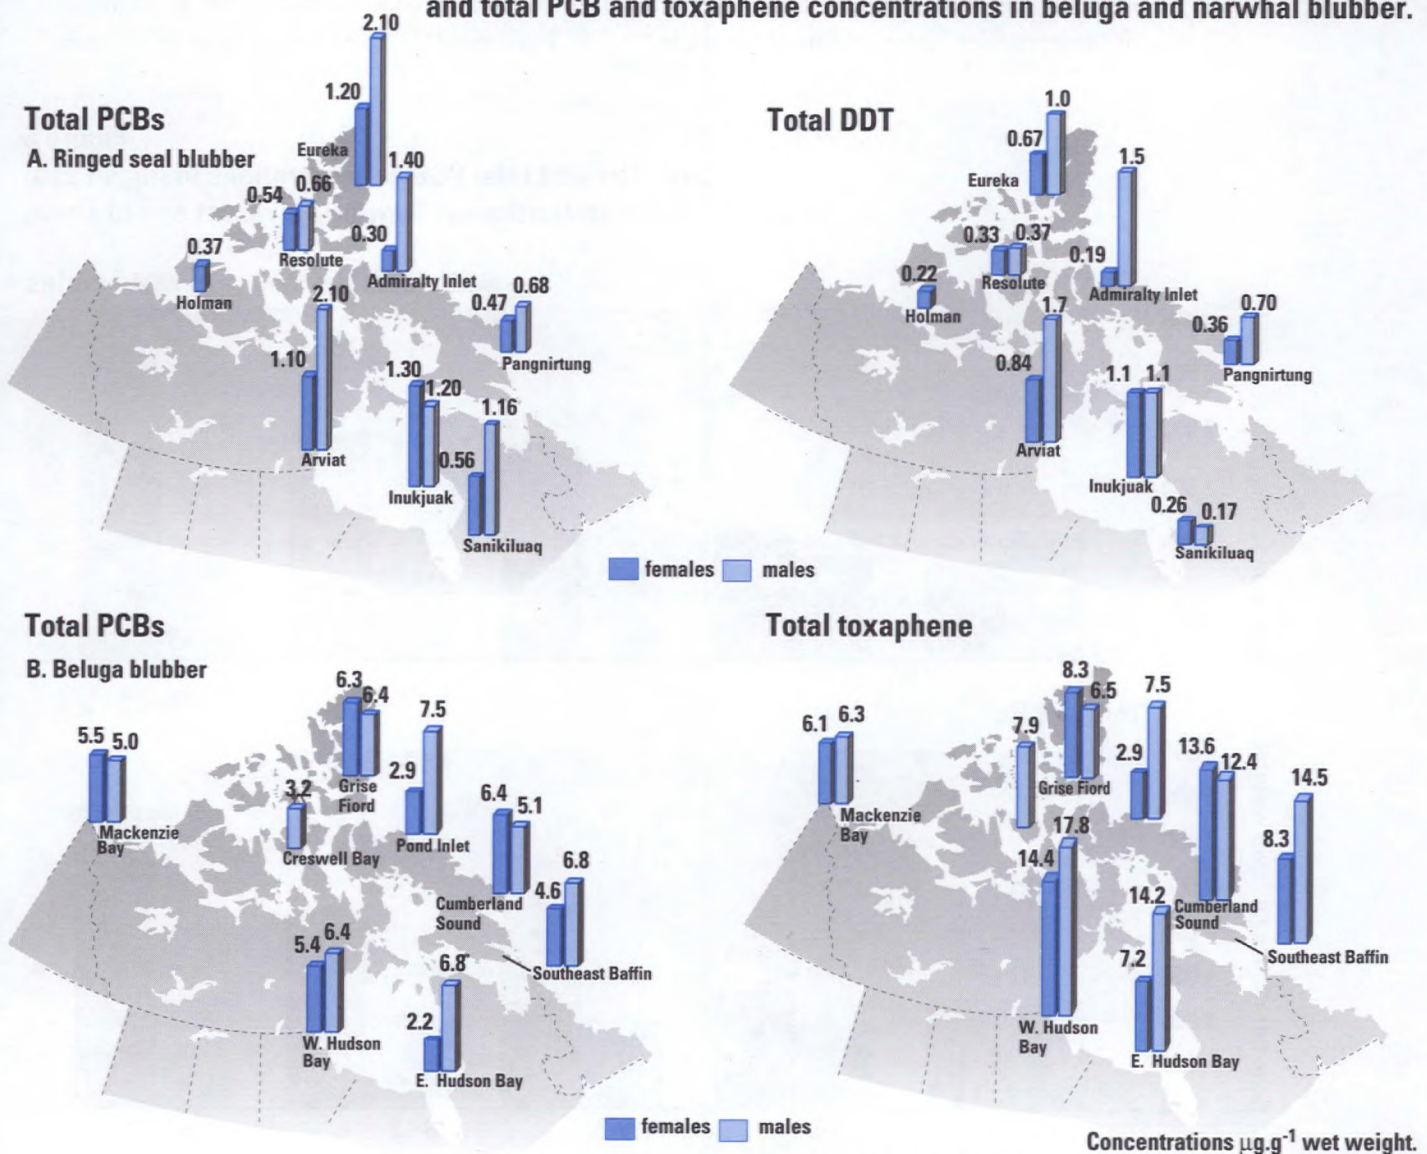 and total PCB and toxaphene concentrations in beluga and narwhal blubber.
Total PCBs
A. Ringed seal blubber
2.10
1.20
Eureka
1.40
0.54
0.66
0.30
Resolute
Admiralty Inlet
0.37
Holman
0.47
0.68
Pangnirtung
2.10
1.10
Arviat
1.30
1.20
Inukjuak
1.16
0.56
Sanikiluaq
Total DDT
1.0
0.67
Eureka
1.5
0.33
0.37
0.19
Resolute
Admiralty Inlet
0.22
Holman
0.70
0.36
Pangnirtung
1.7
0.84
Arviat
1.1
1.1
Inukjuak
0.26
0.17
Sanikiluaq
females
males
Total PCBs
B. Beluga blubber
6.3
6.4
Grise
Fiord
5.5
5.0
Mackenzie
Bay
3.2
Creswell Bay
7.5
2.9
Pond Inlet
6.4
5.1
Cumberland
Sound
6.8
4.6
Southeast Baffin
5.4
6.4
W. Hudson
Bay
6.8
2.2
E. Hudson Bay
Total toxaphene
8.3
6.5
Grise Fiord
6.1
6.3
Mackenzie
Bay
7.9
7.5
2.9
13.6
12.4
Cumberland
Sound
14.5
8.3
Southeast Baffin
17.8
14.4
W. Hudson
Bay
14.2
7.2
E. Hudson Bay
females
males
Concentrations µg.g⁻¹ wet weight.